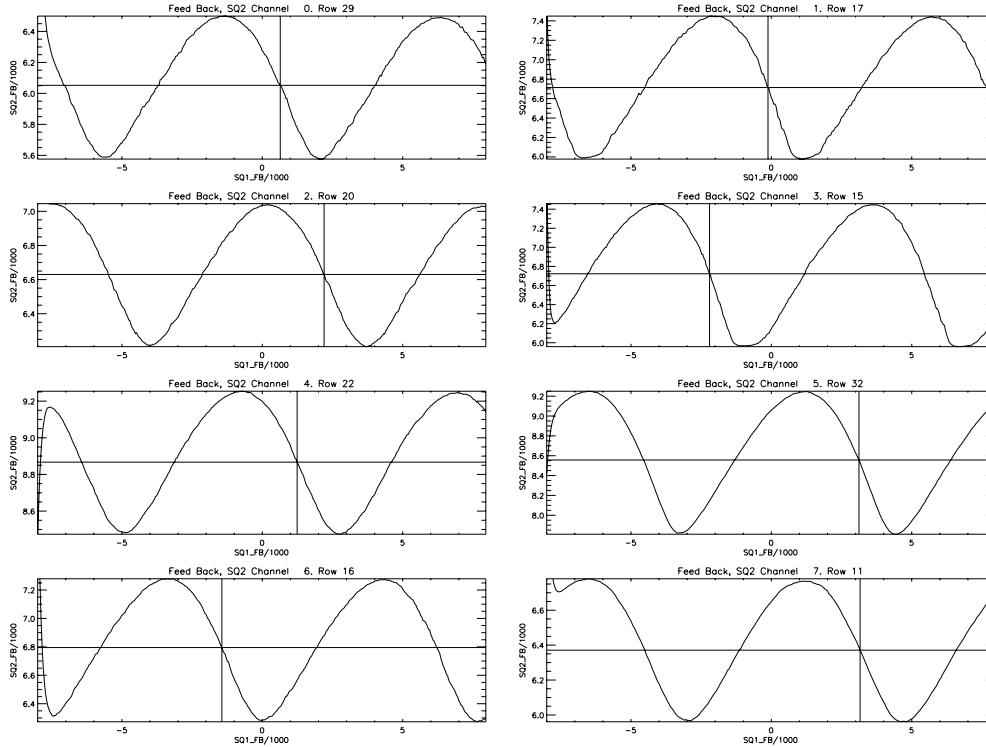 Feed Back, SQ2 Channel 0. Row 29
SQ2_FB/1000
6.4
6.2
6.0
5.8
5.6
-5
0
5
SQ1_FB/1000
Feed Back, SQ2 Channel 1. Row 17
SQ2_FB/1000
7.4
7.2
7.0
6.8
6.6
6.4
6.2
6.0
-5
0
5
SQ1_FB/1000
Feed Back, SQ2 Channel 2. Row 20
SQ2_FB/1000
7.0
6.8
6.6
6.4
-5
0
5
SQ1_FB/1000
Feed Back, SQ2 Channel 3. Row 15
SQ2_FB/1000
7.4
7.2
7.0
6.8
6.6
6.4
6.2
6.0
-5
0
5
SQ1_FB/1000
Feed Back, SQ2 Channel 4. Row 22
SQ2_FB/1000
9.2
9.0
8.8
8.6
-5
0
5
SQ1_FB/1000
Feed Back, SQ2 Channel 5. Row 32
SQ2_FB/1000
9.2
9.0
8.8
8.6
8.4
8.2
8.0
-5
0
5
SQ1_FB/1000
Feed Back, SQ2 Channel 6. Row 16
SQ2_FB/1000
7.2
7.0
6.8
6.6
6.4
-5
0
5
SQ1_FB/1000
Feed Back, SQ2 Channel 7. Row 11
SQ2_FB/1000
6.6
6.4
6.2
6.0
-5
0
5
SQ1_FB/1000